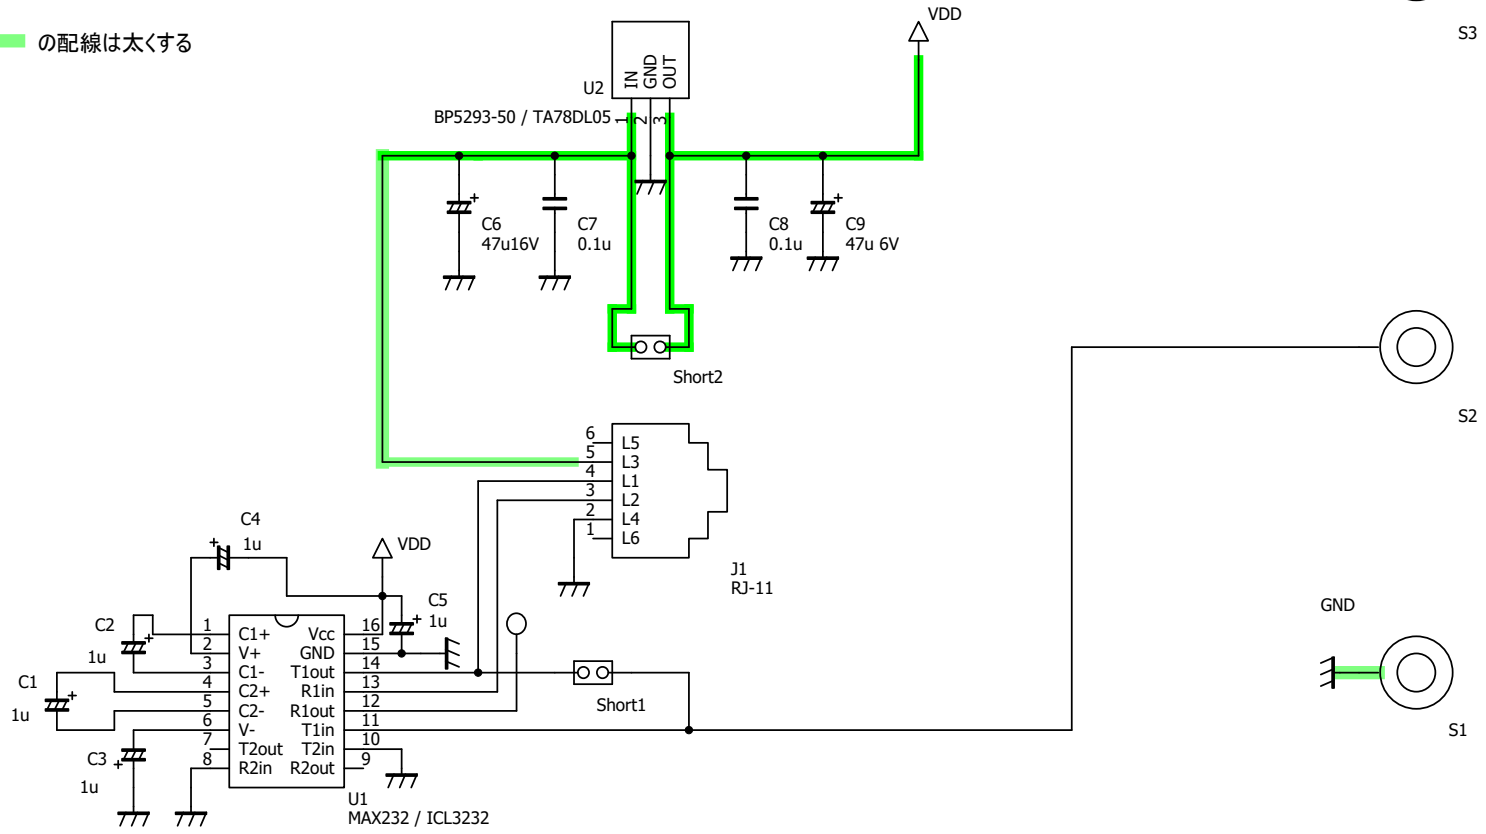 VDD
S3
の配線は太くする
IN
GND
OUT
U2
BP5293-50 / TA78DL05
1
2
3
C6
47u16V
C7
0.1u
C8
0.1u
C9
47u 6V
Short2
S2
6
5
4
3
2
1
L5
L3
L1
L2
L4
L6
J1
RJ-11
C4
1u
VDD
C5
1u
C2
1u
C1
1u
C3
1u
1
2
3
4
5
6
7
8
C1+
V+
C1-
C2+
C2-
V-
T2out
R2in
Vcc
GND
T1out
R1in
R1out
T1in
T2in
R2out
16
15
14
13
12
11
10
9
U1
MAX232 / ICL3232
Short1
GND
S1